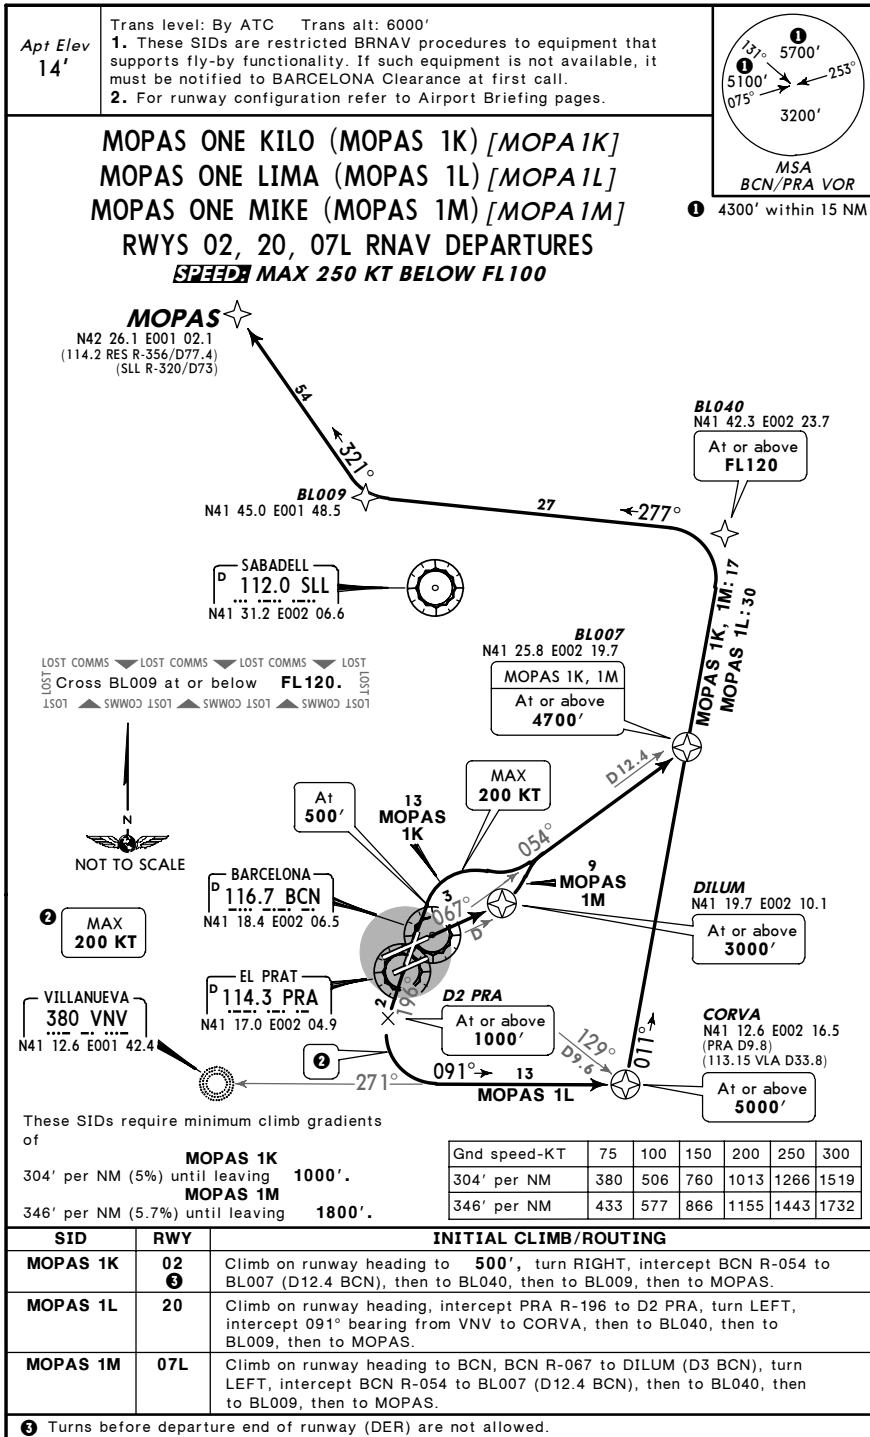 Apt Elev
14'
Trans level: By ATC Trans alt: 6000'
1. These SIDs are restricted BRNAV procedures to equipment that
supports fly-by functionality. If such equipment is not available, it
must be notified to BARCELONA Clearance at first call.
2. For runway configuration refer to Airport Briefing pages.
❶
5700'
131°
❶
5100'
253°
075°
3200'
MSA
BCN/PRA VOR
❶ 4300' within 15 NM
MOPAS ONE KILO (MOPAS 1K) [MOPA1K]
MOPAS ONE LIMA (MOPAS 1L) [MOPA1L]
MOPAS ONE MIKE (MOPAS 1M) [MOPA1M]
RWYS 02, 20, 07L RNAV DEPARTURES
SPEED: MAX 250 KT BELOW FL100
MOPAS
N42 26.1 E001 02.1
(114.2 RES R-356/D77.4)
(SLL R-320/D73)
54
321°
BL009
N41 45.0 E001 48.5
27
277°
BL040
N41 42.3 E002 23.7
At or above
FL120
SABADELL
D 112.0 SLL
N41 31.2 E002 06.6
MOPAS 1K, 1M: 17
MOPAS 1L: 30
BL007
N41 25.8 E002 19.7
MOPAS 1K, 1M
At or above
4700'
LOST COMMS LOST COMMS LOST COMMS LOST
LOST
Cross BL009 at or below FL120.
LOST
LOST COMMS LOST COMMS LOST COMMS LOST
N
NOT TO SCALE
At
500'
13
MOPAS
1K
MAX
200 KT
D12.4
054°
9
MOPAS
1M
BARCELONA
D 116.7 BCN
N41 18.4 E002 06.5
3
067°
D
DILUM
N41 19.7 E002 10.1
At or above
3000'
❷
MAX
200 KT
EL PRAT
D 114.3 PRA
N41 17.0 E002 04.9
2
196°
D2 PRA
At or above
1000'
VILLANUEVA
380 VNV
N41 12.6 E001 42.4
❷
271°
091°
13
MOPAS 1L
129°
D9.6
011°
CORVA
N41 12.6 E002 16.5
(PRA D9.8)
(113.15 VLA D33.8)
At or above
5000'
These SIDs require minimum climb gradients
of
MOPAS 1K
304' per NM (5%) until leaving 1000'.
MOPAS 1M
346' per NM (5.7%) until leaving 1800'.
Gnd speed-KT 75 100 150 200 250 300
304' per NM 380 506 760 1013 1266 1519
346' per NM 433 577 866 1155 1443 1732
SID RWY INITIAL CLIMB/ROUTING
MOPAS 1K 02 ❸ Climb on runway heading to 500', turn RIGHT, intercept BCN R-054 to
BL007 (D12.4 BCN), then to BL040, then to BL009, then to MOPAS.
MOPAS 1L 20 Climb on runway heading, intercept PRA R-196 to D2 PRA, turn LEFT,
intercept 091° bearing from VNV to CORVA, then to BL040, then to
BL009, then to MOPAS.
MOPAS 1M 07L Climb on runway heading to BCN, BCN R-067 to DILUM (D3 BCN), turn
LEFT, intercept BCN R-054 to BL007 (D12.4 BCN), then to BL040, then
to BL009, then to MOPAS.
❸ Turns before departure end of runway (DER) are not allowed.